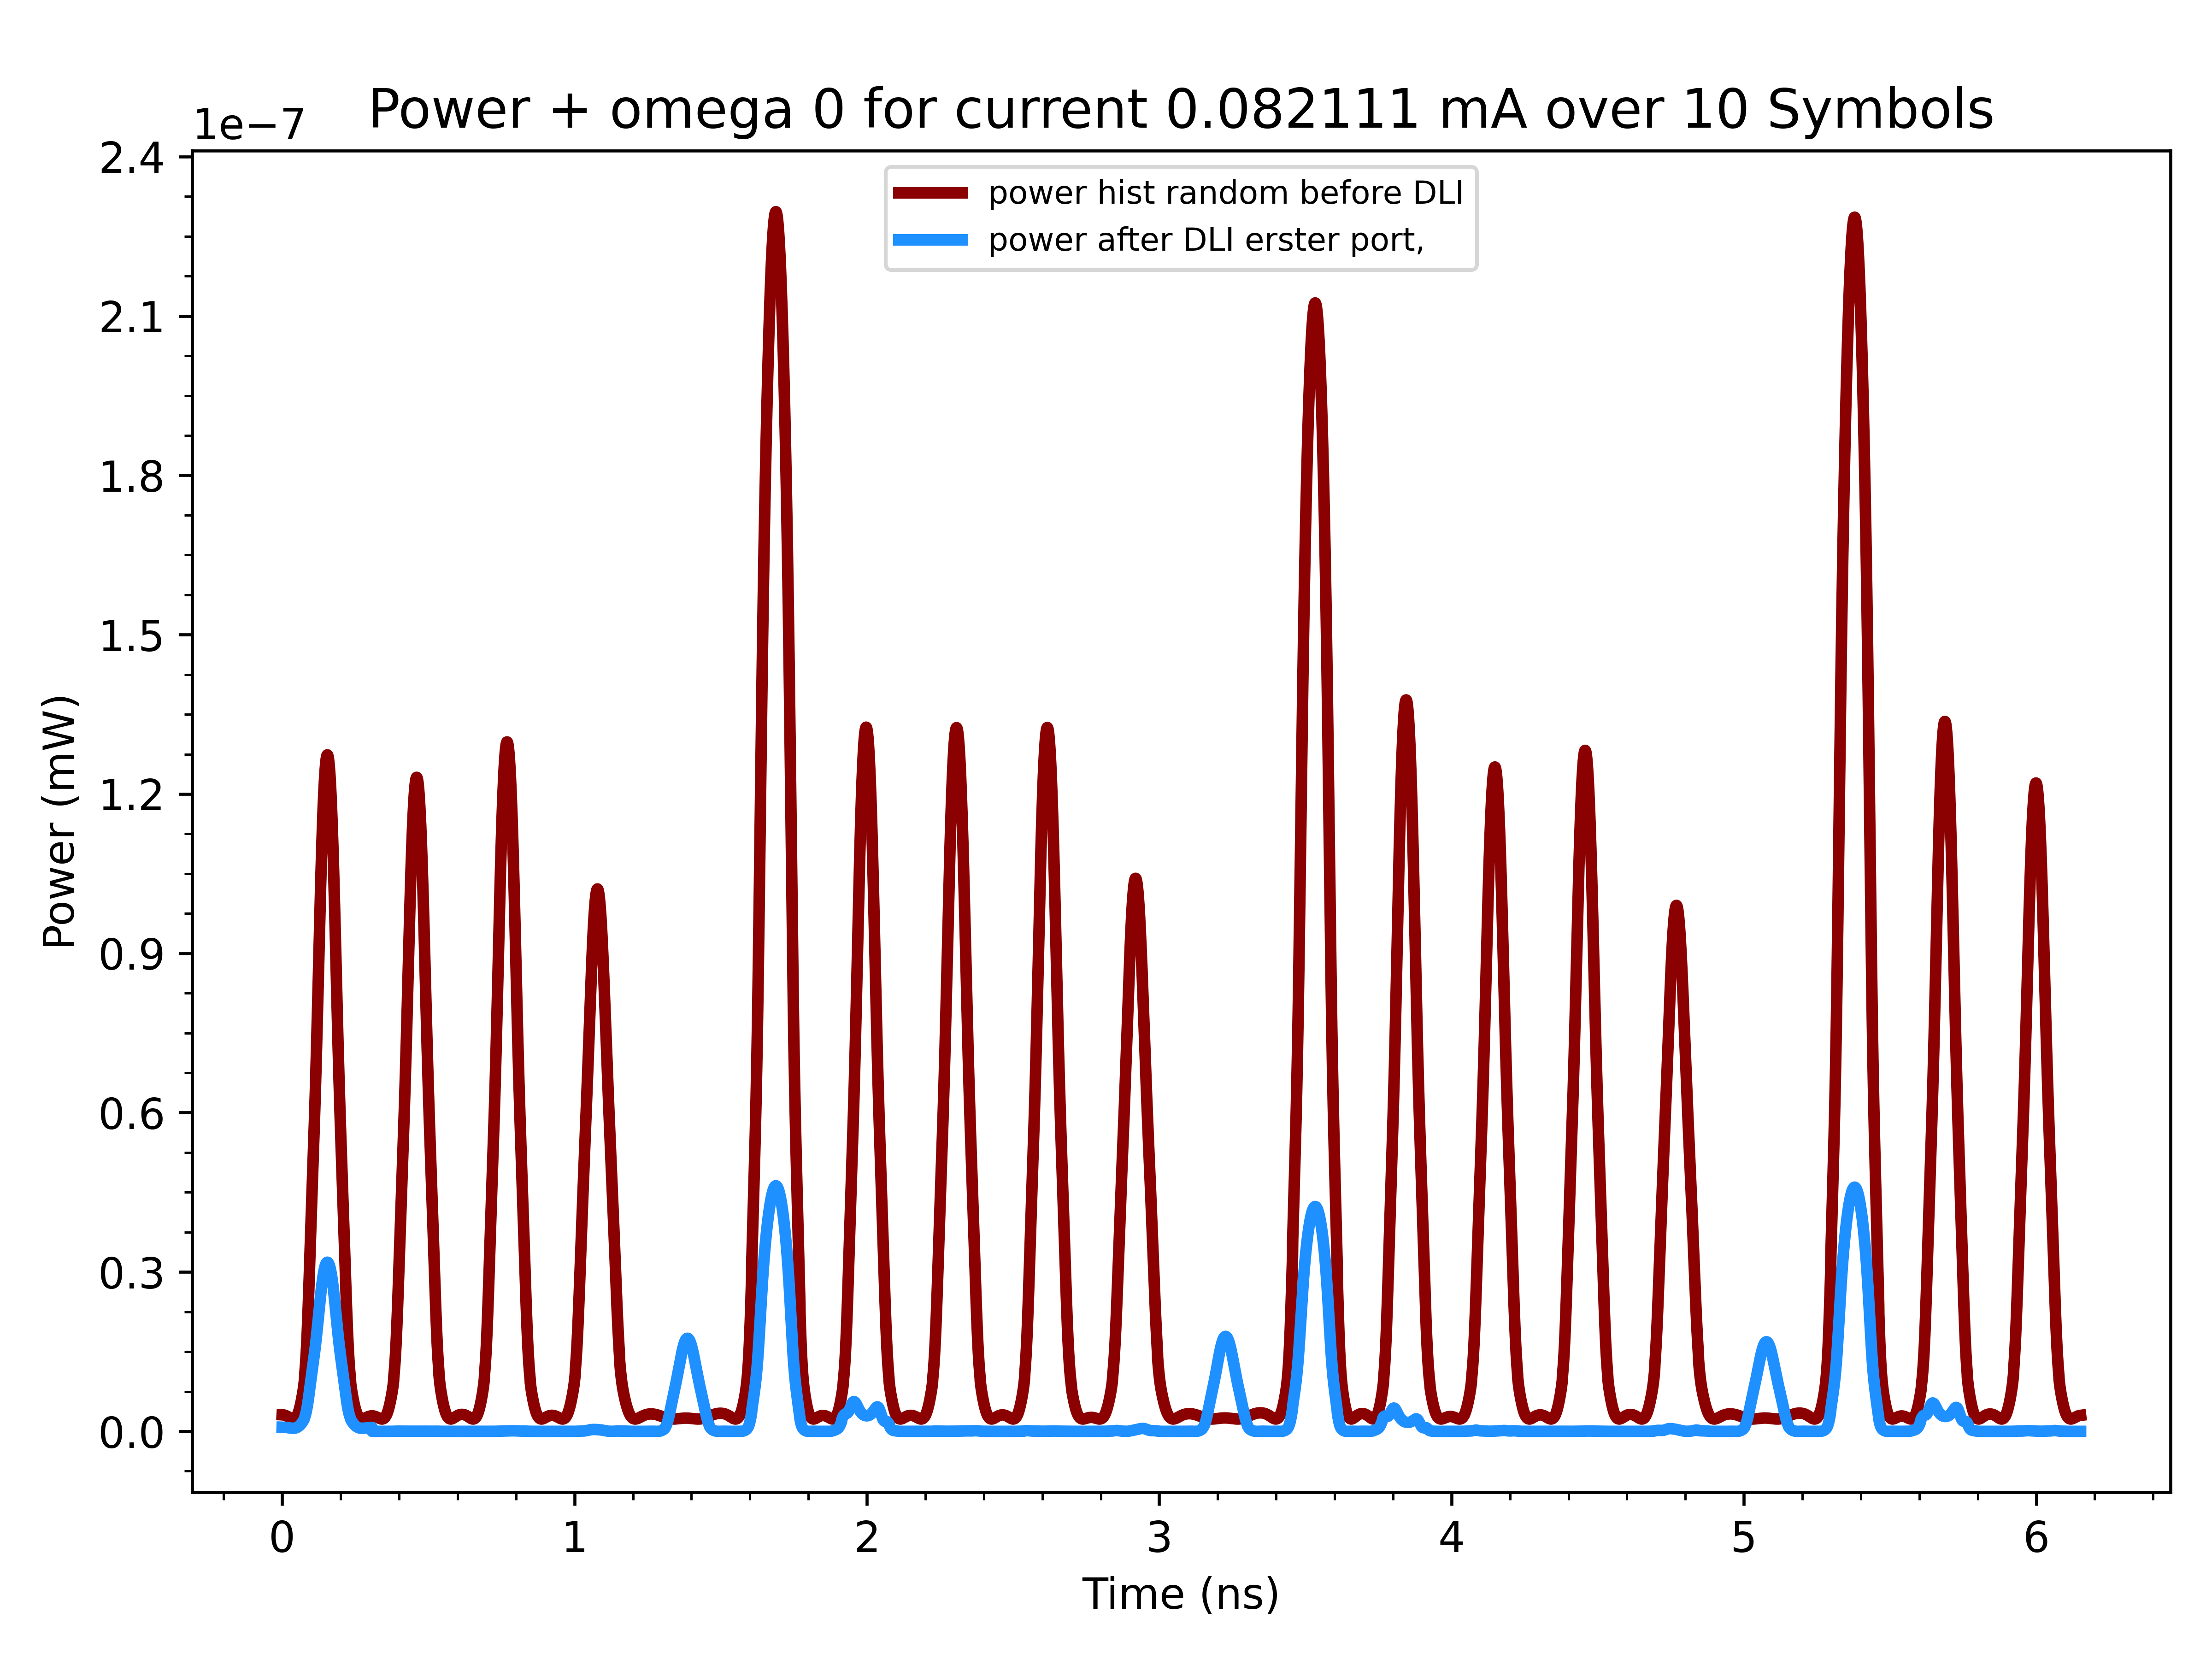 Power + omega 0 for current 0.082111 mA over 10 Symbols
1e−7
2.4
2.1
1.8
1.5
1.2
0.9
0.6
0.3
0.0
Power (mW)
power hist random before DLI
power after DLI erster port,
0 1 2 3 4 5 6
Time (ns)